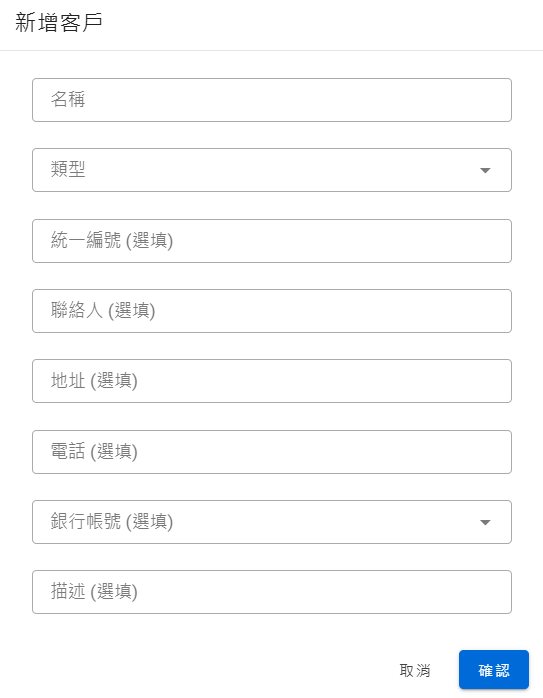 新增客戶
名稱
類型
統一編號 (選填)
聯絡人 (選填)
地址 (選填)
電話 (選填)
銀行帳號 (選填)
描述 (選填)
取消 確認